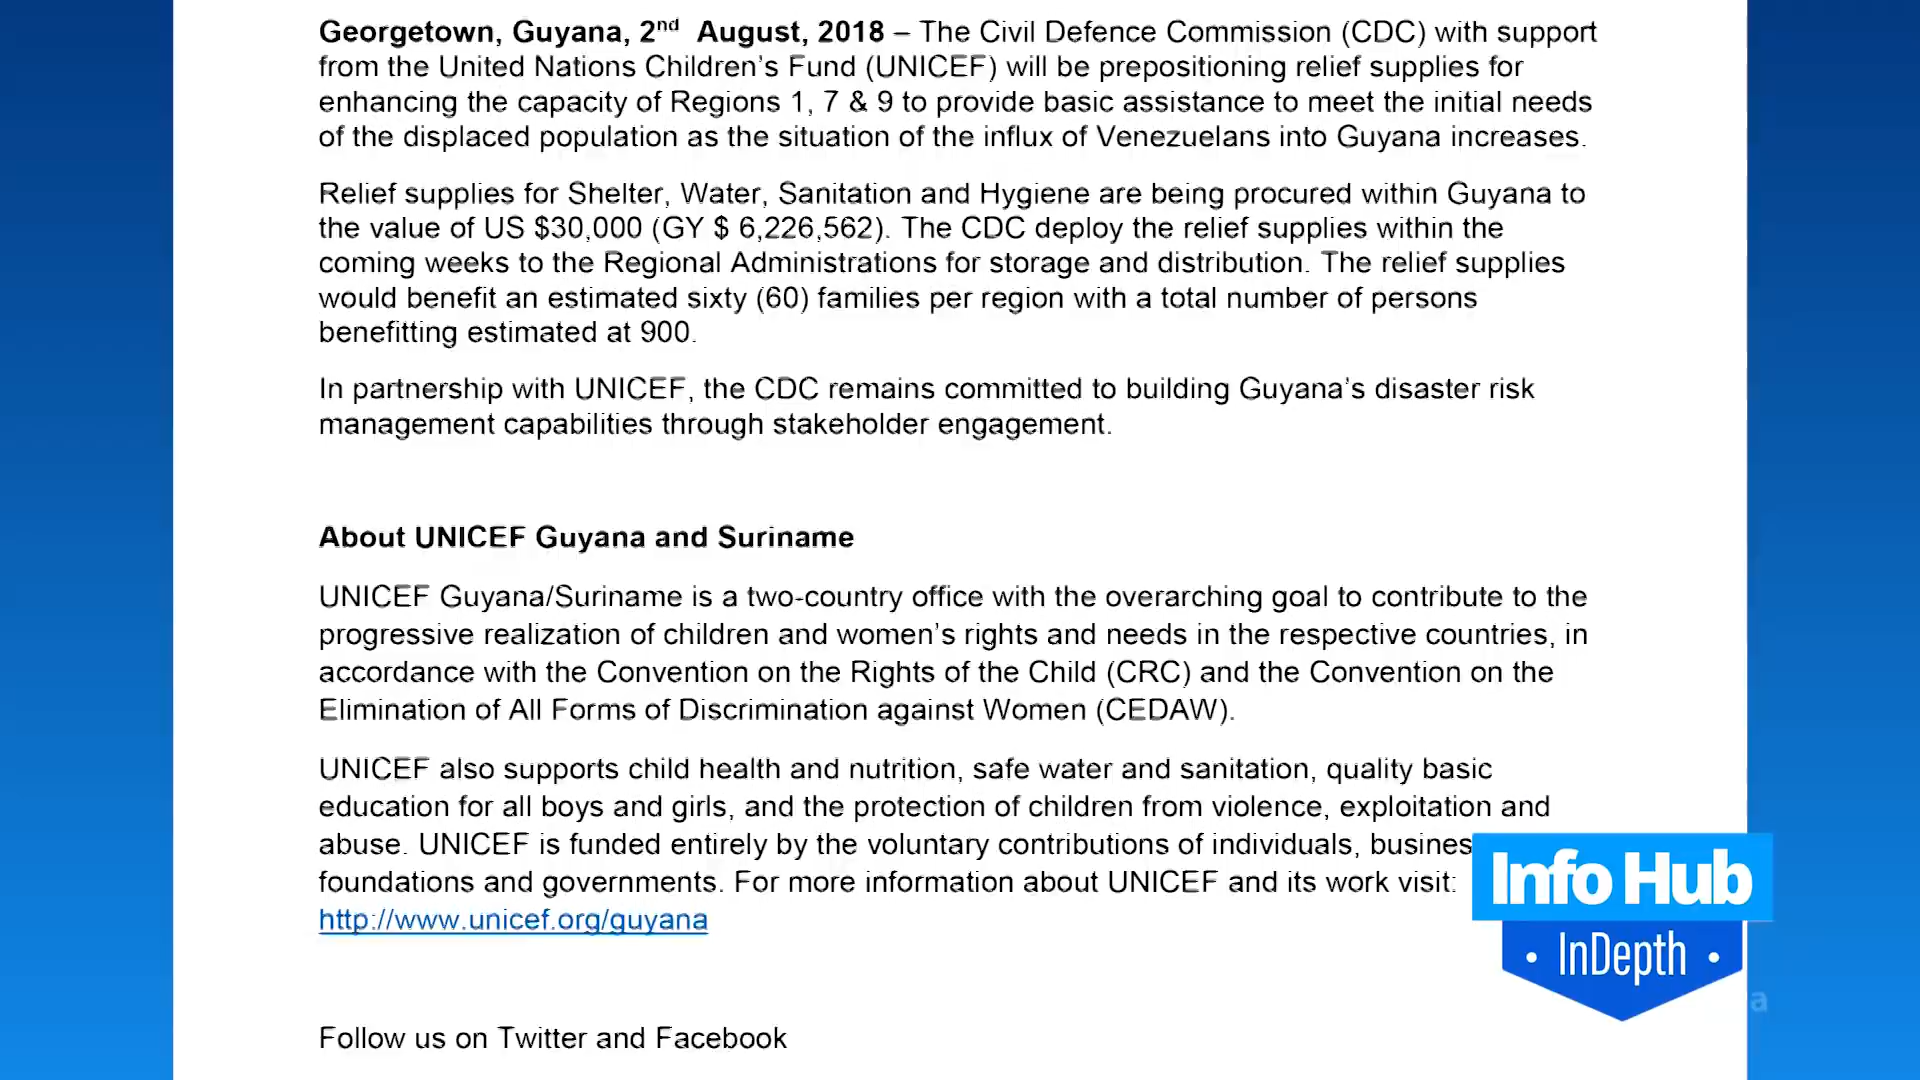 Georgetown, Guyana, 2nd August, 2018 – The Civil Defence Commission (CDC) with support
from the United Nations Children's Fund (UNICEF) will be prepositioning relief supplies for
enhancing the capacity of Regions 1, 7 & 9 to provide basic assistance to meet the initial needs
of the displaced population as the situation of the influx of Venezuelans into Guyana increases.
Relief supplies for Shelter, Water, Sanitation and Hygiene are being procured within Guyana to
the value of US $30,000 (GY $ 6,226,562). The CDC deploy the relief supplies within the
coming weeks to the Regional Administrations for storage and distribution. The relief supplies
would benefit an estimated sixty (60) families per region with a total number of persons
benefitting estimated at 900.
In partnership with UNICEF, the CDC remains committed to building Guyana's disaster risk
management capabilities through stakeholder engagement.
About UNICEF Guyana and Suriname
UNICEF Guyana/Suriname is a two-country office with the overarching goal to contribute to the
progressive realization of children and women's rights and needs in the respective countries, in
accordance with the Convention on the Rights of the Child (CRC) and the Convention on the
Elimination of All Forms of Discrimination against Women (CEDAW).
UNICEF also supports child health and nutrition, safe water and sanitation, quality basic
education for all boys and girls, and the protection of children from violence, exploitation and
abuse. UNICEF is funded entirely by the voluntary contributions of individuals, busines
foundations and governments. For more information about UNICEF and its work visit:
http://www.unicef.org/guyana
Follow us on Twitter and Facebook
Info Hub
InDepth